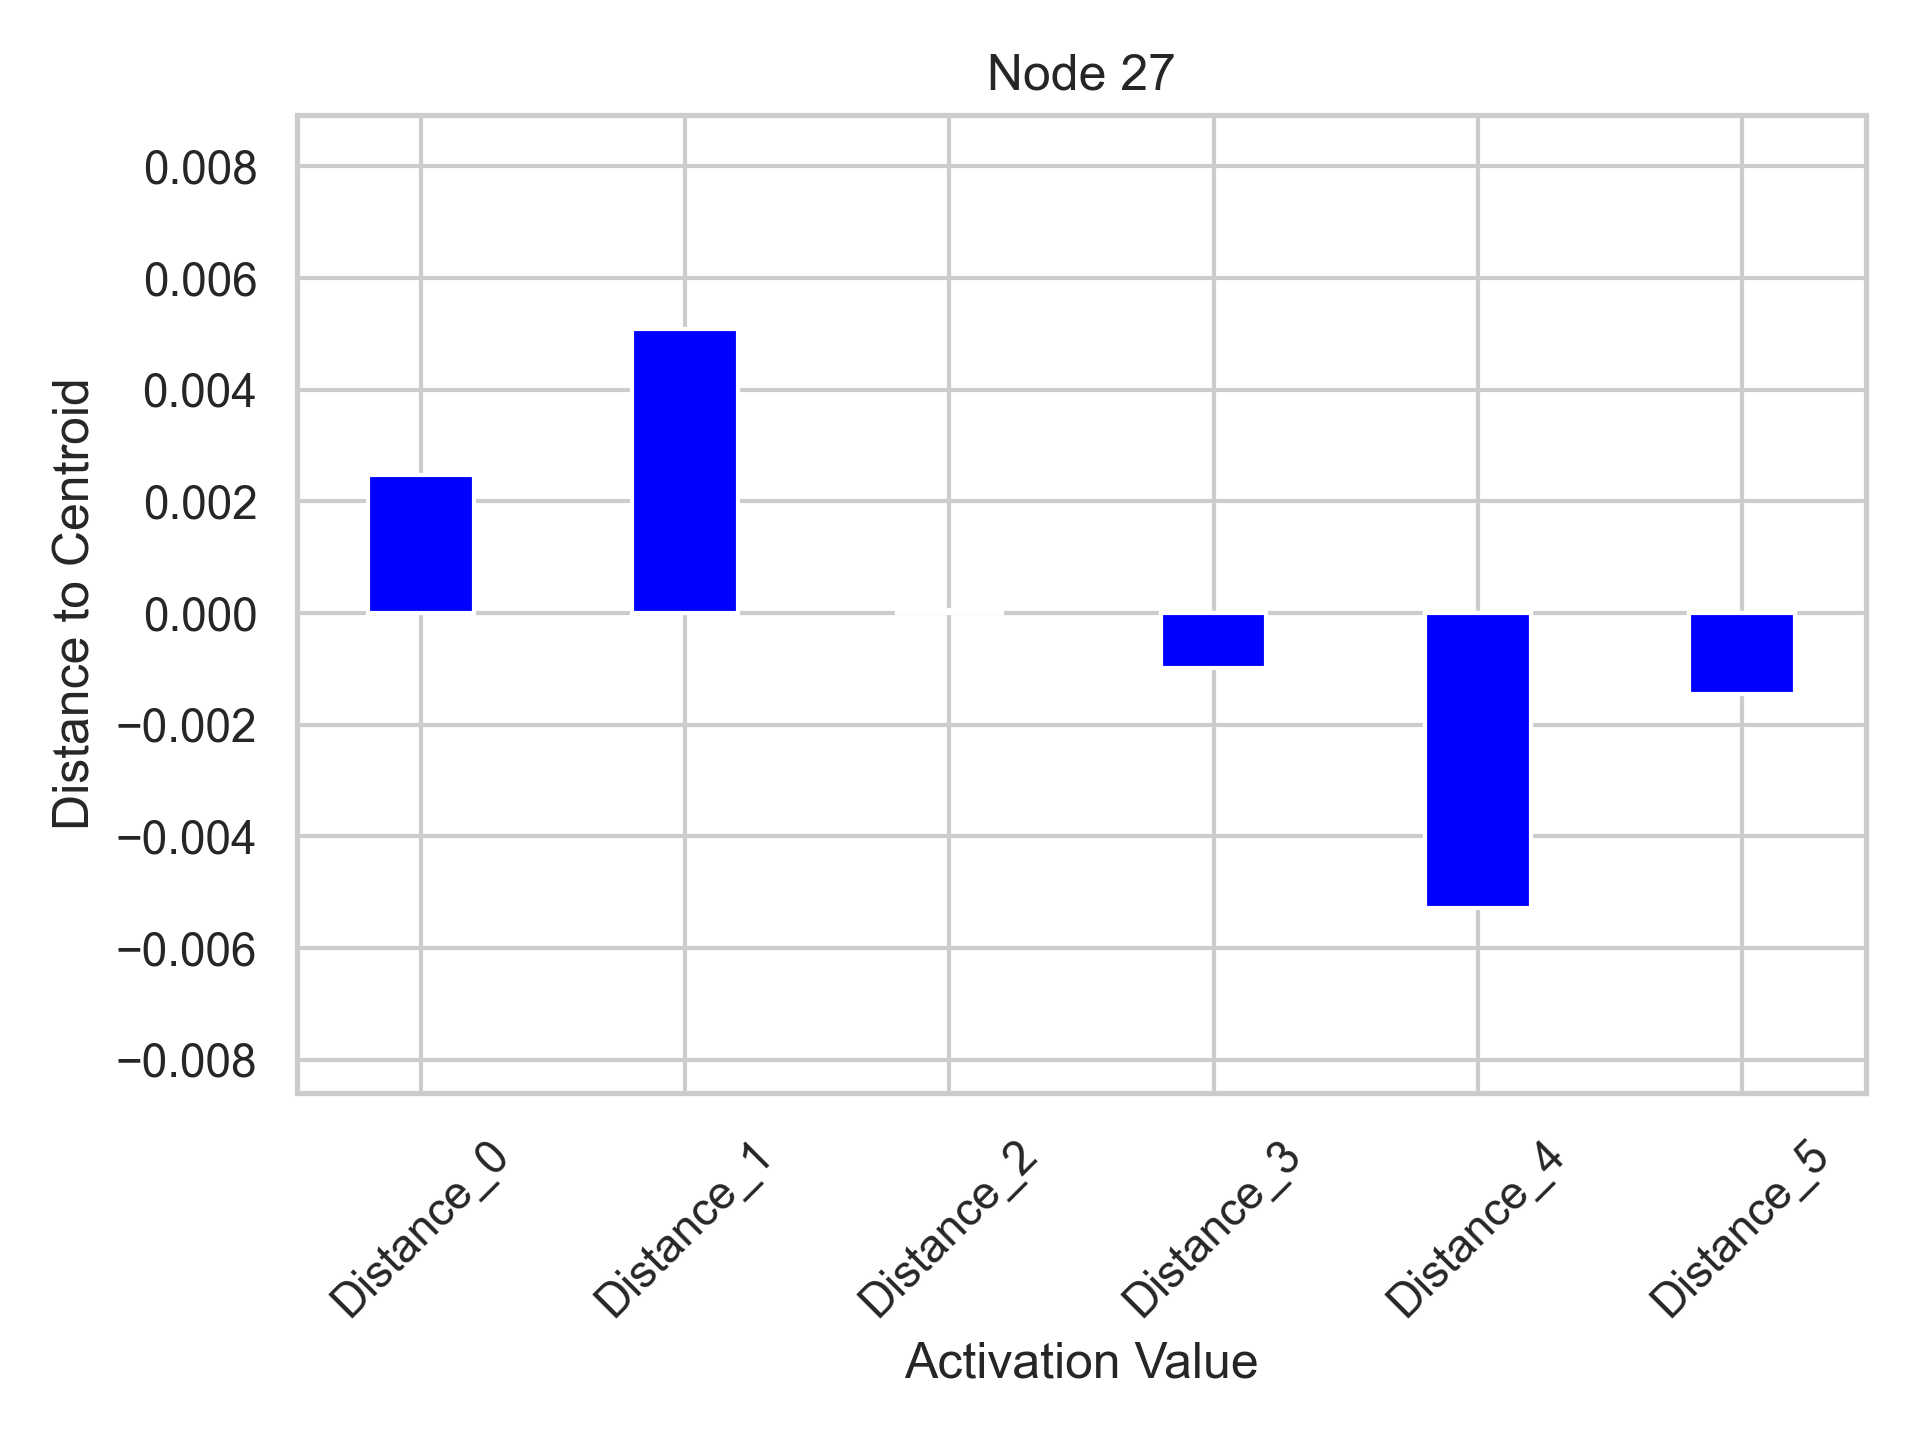 Node 27
Distance to Centroid
0.008
0.006
0.004
0.002
0.000
−0.002
−0.004
−0.006
−0.008
Distance_0
Distance_1
Distance_2
Distance_3
Distance_4
Distance_5
Activation Value